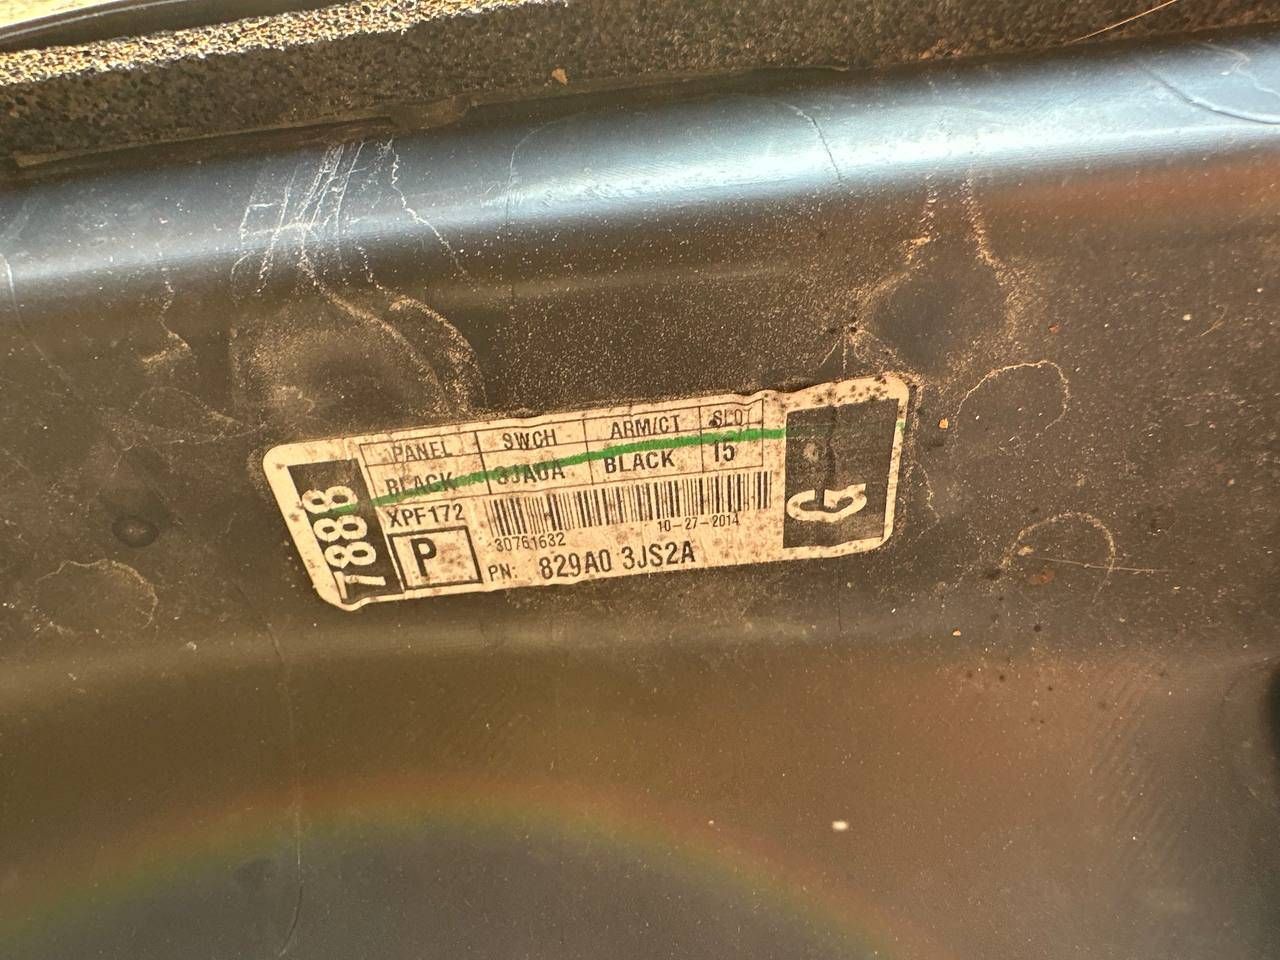 7888
PANEL SWCH ARM/CT SLOT
BLACK 3JA0A BLACK 15
XPF172
30761632 10-27-2014
P
PN: 829A0 3JS2A
G